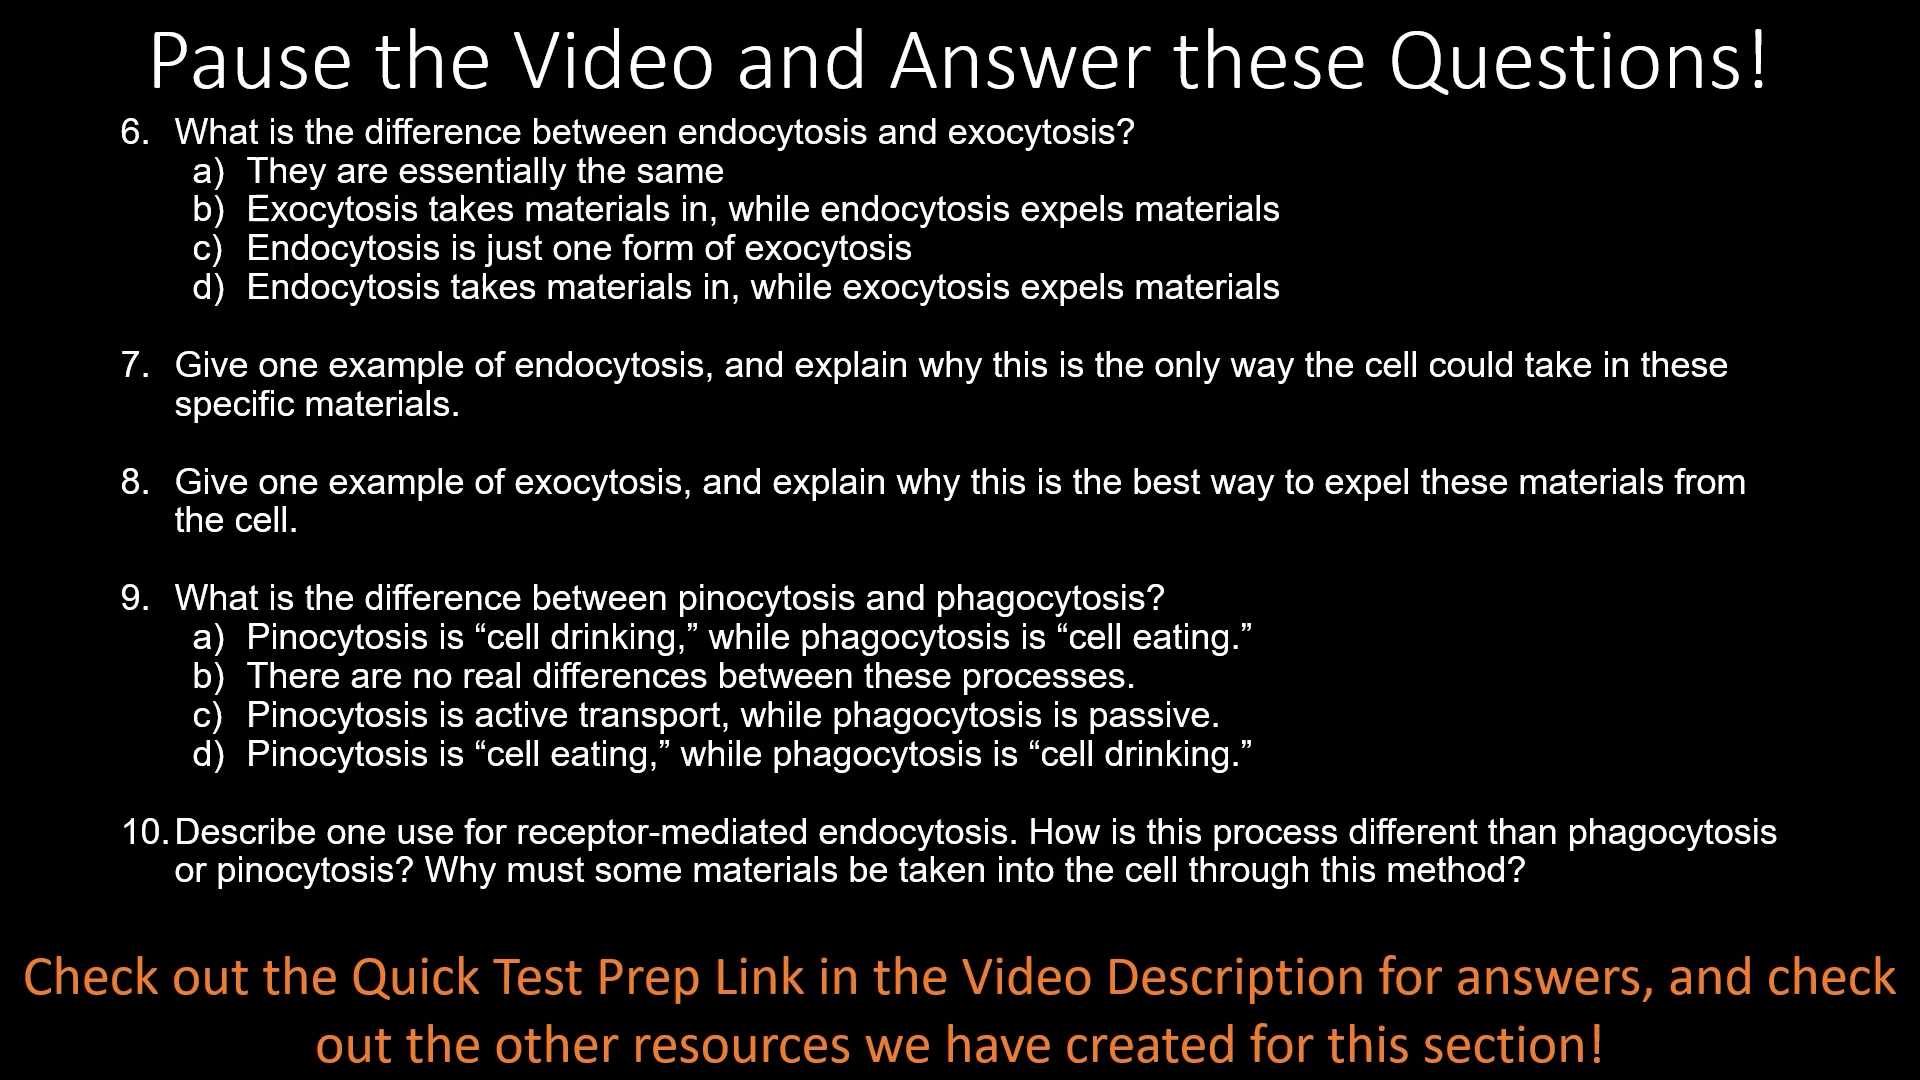 Pause the Video and Answer these Questions!
6. What is the difference between endocytosis and exocytosis?
a) They are essentially the same
b) Exocytosis takes materials in, while endocytosis expels materials
c) Endocytosis is just one form of exocytosis
d) Endocytosis takes materials in, while exocytosis expels materials
7. Give one example of endocytosis, and explain why this is the only way the cell could take in these
specific materials.
8. Give one example of exocytosis, and explain why this is the best way to expel these materials from
the cell.
9. What is the difference between pinocytosis and phagocytosis?
a) Pinocytosis is “cell drinking,” while phagocytosis is “cell eating.”
b) There are no real differences between these processes.
c) Pinocytosis is active transport, while phagocytosis is passive.
d) Pinocytosis is “cell eating,” while phagocytosis is “cell drinking.”
10. Describe one use for receptor-mediated endocytosis. How is this process different than phagocytosis
or pinocytosis? Why must some materials be taken into the cell through this method?
Check out the Quick Test Prep Link in the Video Description for answers, and check
out the other resources we have created for this section!